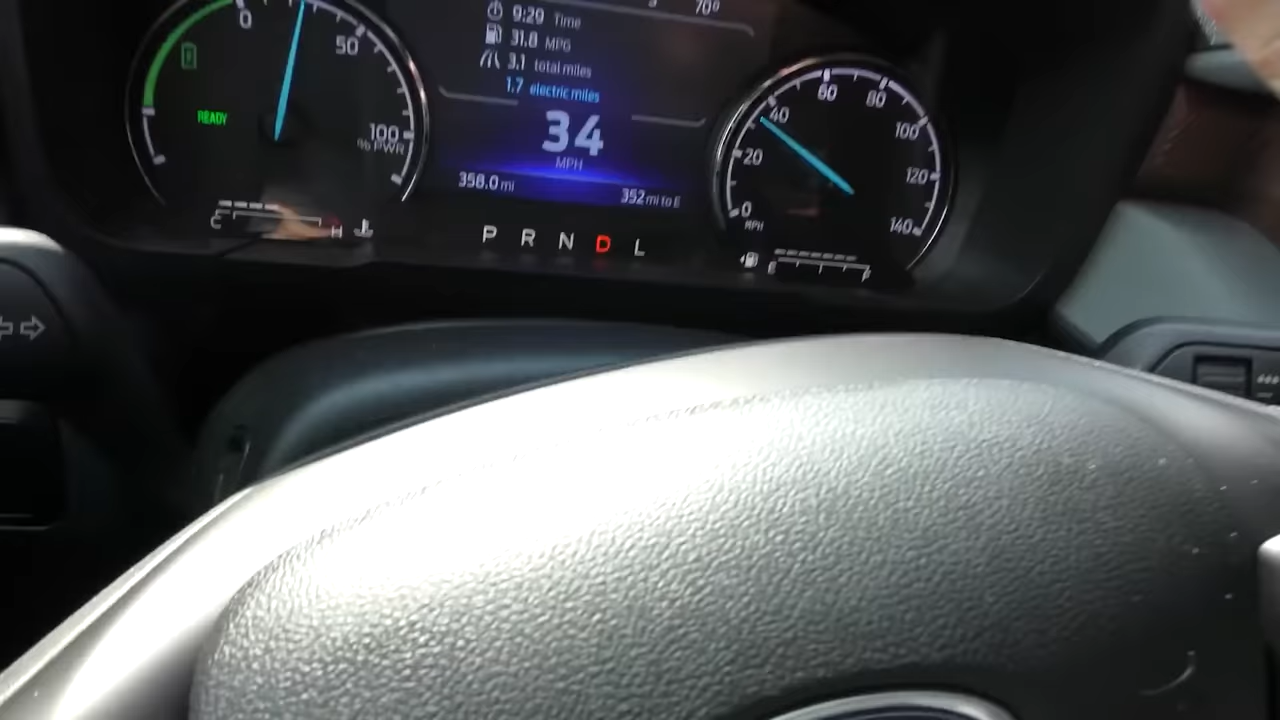 70º
9:29 Time
31.8 MPG
3.1 total miles
1.7 electric miles
34
MPH
358.0 mi
352 mi to E
P R N D L
0
50
100
% PWR
READY
C
H
0
20
40
60
80
100
120
140
MPH
E
F